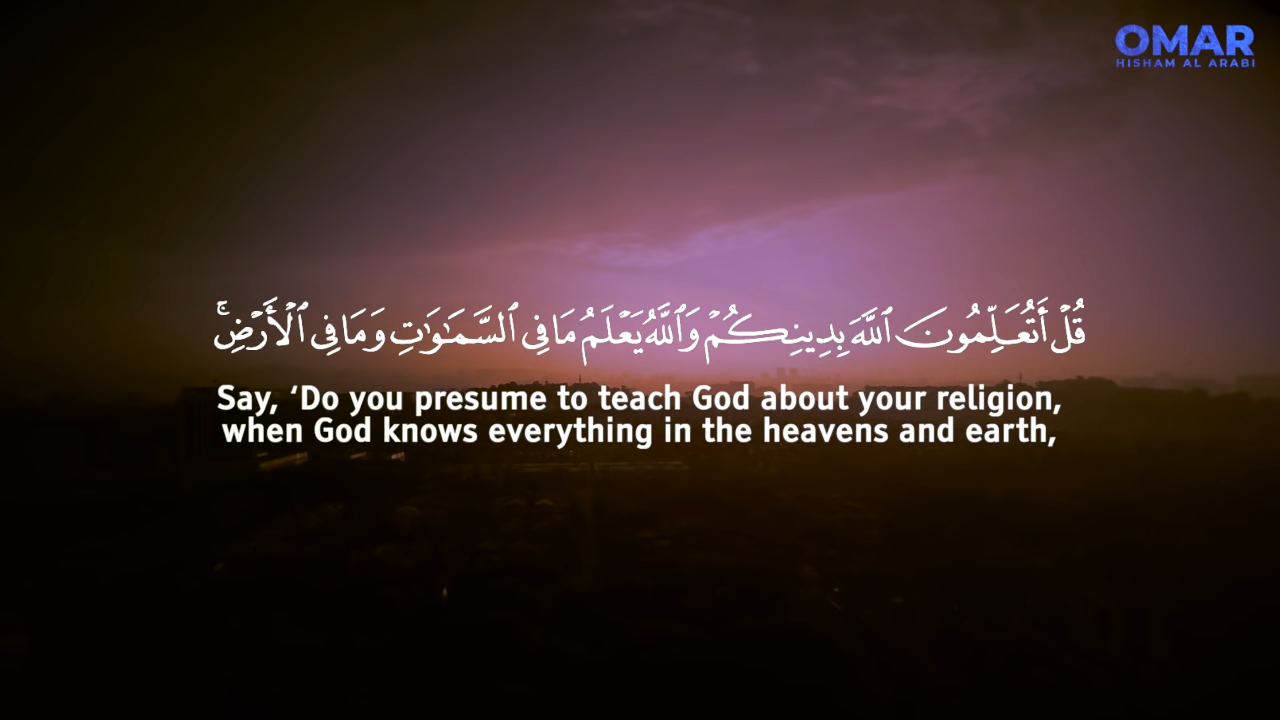 OMAR
HISHAM AL ARABI
قُلْ أَتُعَلِّمُونَ ٱللَّهَ بِدِينِكُمْ وَٱللَّهُ يَعْلَمُ مَا فِى ٱلسَّمَـٰوَٰتِ وَمَا فِى ٱلْأَرْضِ ۚ
Say, ‘Do you presume to teach God about your religion,
when God knows everything in the heavens and earth,